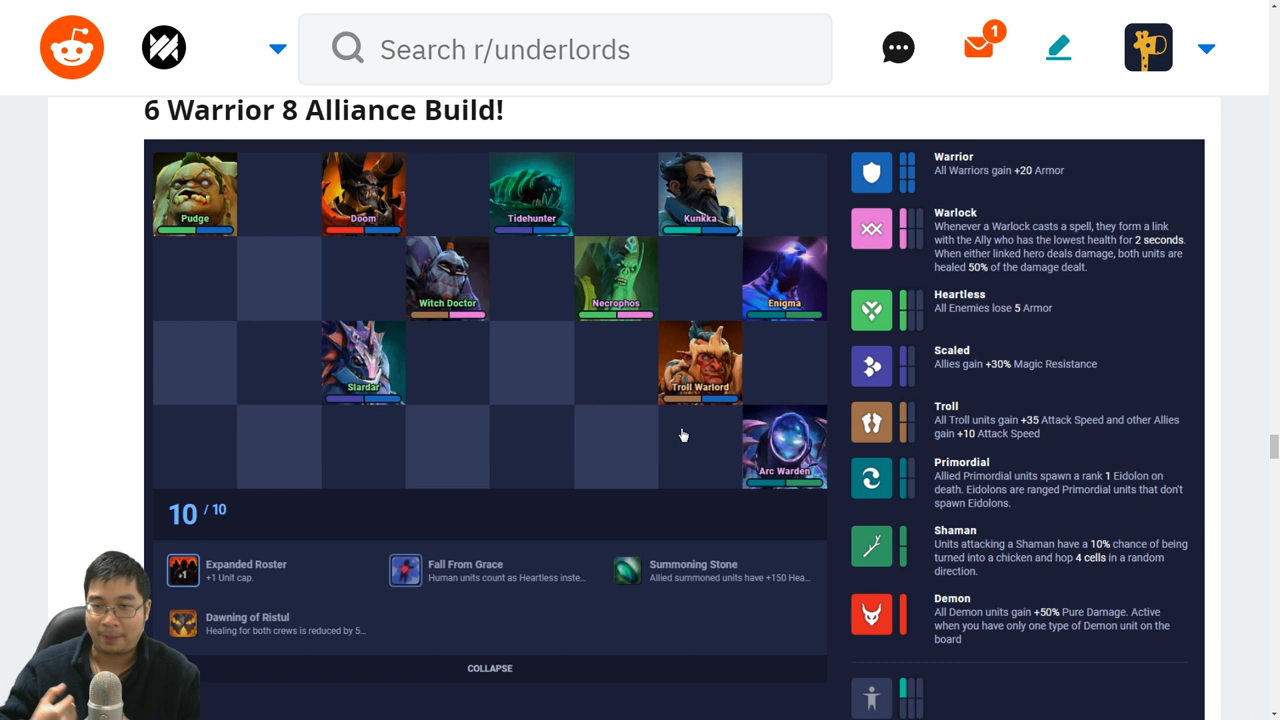 Search r/underlords
1
6 Warrior 8 Alliance Build!
Pudge
Doom
Tidehunter
Kunkka
Witch Doctor
Necrophos
Enigma
Slardar
Troll Warlord
Arc Warden
10 / 10
+1
Expanded Roster
+1 Unit cap.
Fall From Grace
Human units count as Heartless inste...
Summoning Stone
Allied summoned units have +150 Hea...
Dawning of Ristul
Healing for both crews is reduced by 5...
COLLAPSE
Warrior
All Warriors gain +20 Armor
Warlock
Whenever a Warlock casts a spell, they form a link
with the Ally who has the lowest health for 2 seconds.
When either linked hero deals damage, both units are
healed 50% of the damage dealt.
Heartless
All Enemies lose 5 Armor
Scaled
Allies gain +30% Magic Resistance
Troll
All Troll units gain +35 Attack Speed and other Allies
gain +10 Attack Speed
Primordial
Allied Primordial units spawn a rank 1 Eidolon on
death. Eidolons are ranged Primordial units that don't
spawn Eidolons.
Shaman
Units attacking a Shaman have a 10% chance of being
turned into a chicken and hop 4 cells in a random
direction.
Demon
All Demon units gain +50% Pure Damage. Active
when you have only one type of Demon unit on the
board